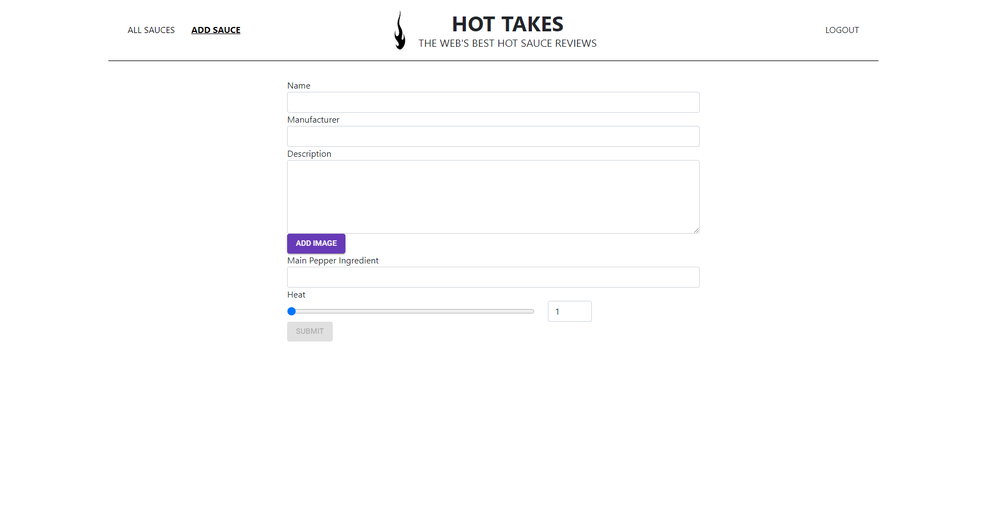 ALL SAUCES ADD SAUCE
HOT TAKES
THE WEB'S BEST HOT SAUCE REVIEWS
LOGOUT
Name
Manufacturer
Description
ADD IMAGE
Main Pepper Ingredient
Heat
1
SUBMIT